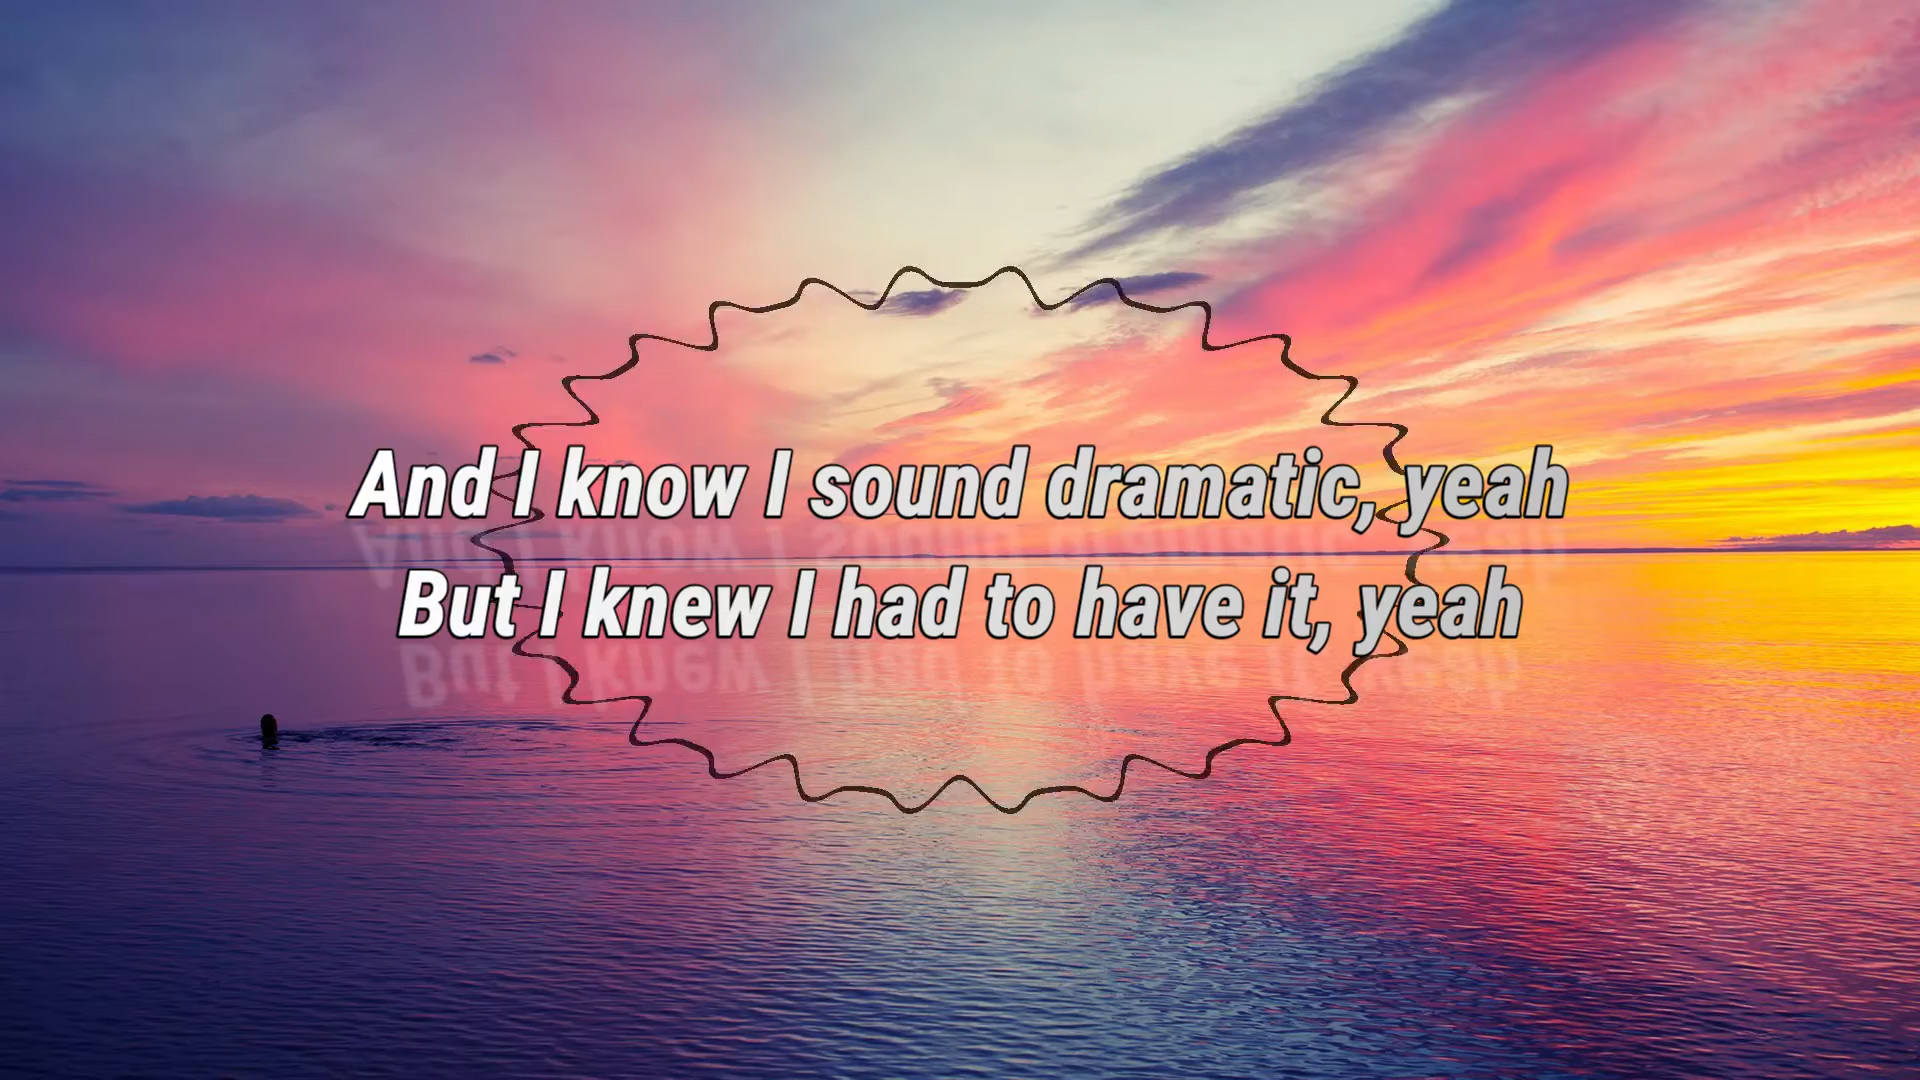 And I know I sound dramatic, yeah
But I knew I had to have it, yeah